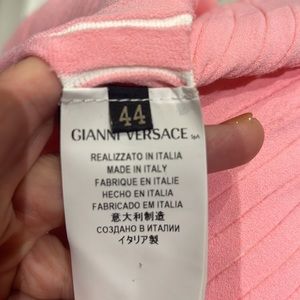 44
GIANNI VERSACE SpA
REALIZZATO IN ITALIA
MADE IN ITALY
FABRIQUE EN ITALIE
HECHO EN ITALIA
FABRICADO EM ITALIA
意大利制造
СОЗДАНО В ИТАЛИИ
イタリア製